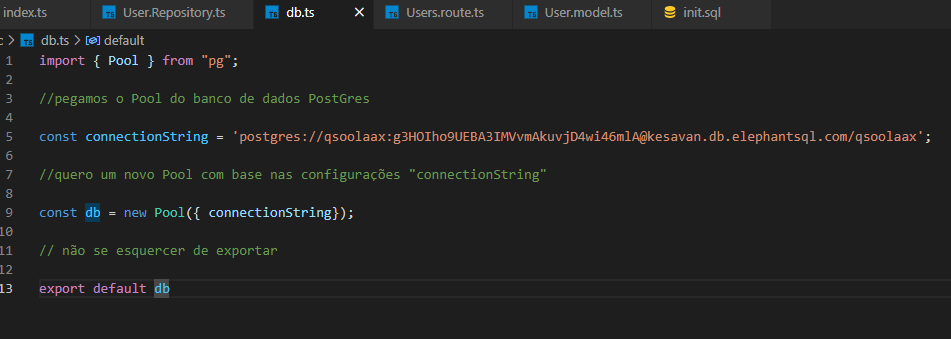 index.ts User.Repository.ts db.ts Users.route.ts User.model.ts init.sql
c > db.ts > default
1 import { Pool } from "pg";
2
3 //pegamos o Pool do banco de dados PostGres
4
5 const connectionString = 'postgres://qsoolaax:g3HOIho9UEBA3IMVvmAkuvjD4wi46mlA@kesavan.db.elephantsql.com/qsoolaax';
6
7 //quero um novo Pool com base nas configurações "connectionString"
8
9 const db = new Pool({ connectionString});
10
11 // não se esquercer de exportar
12
13 export default db